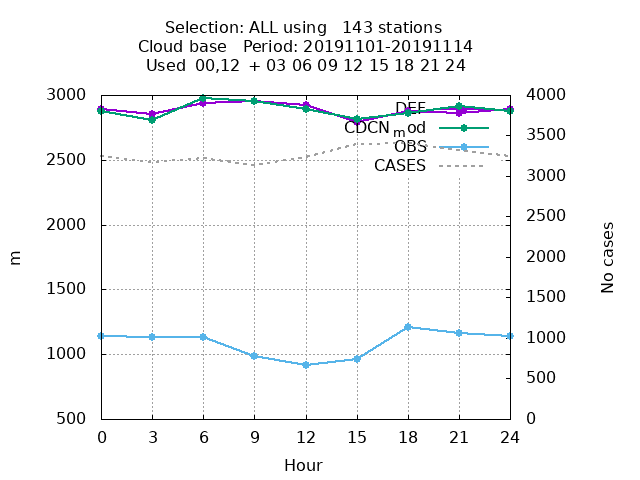 Selection: ALL using   143 stations
Cloud base   Period: 20191101-20191114
Used  00,12  + 03 06 09 12 15 18 21 24
3000
2500
2000
1500
1000
500
m
4000
3500
3000
2500
2000
1500
1000
500
0
No cases
DEF
CDCN_mod
OBS
CASES
0 3 6 9 12 15 18 21 24
Hour